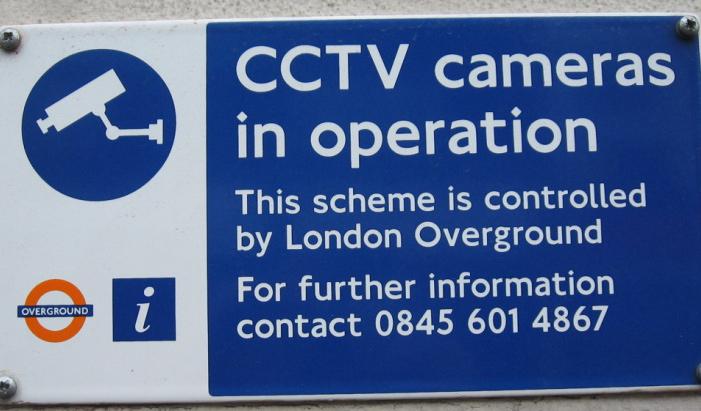 CCTV cameras
in operation
This scheme is controlled
by London Overground
For further information
contact 0845 601 4867
OVERGROUND
i